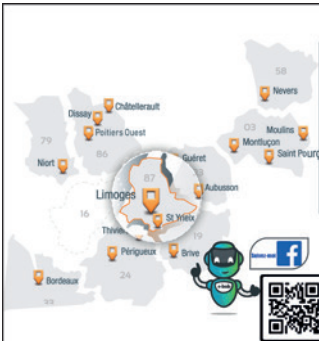 58
Nevers
Châtellerault
Dissay
Poitiers Ouest
79
86
03
Moulins
Montluçon
Saint Pourç
Niort
Guéret
87
Limoges
Aubusson
16
St Yrieix
Thivie
19
Périgueux
Brive
24
Bordeaux
33